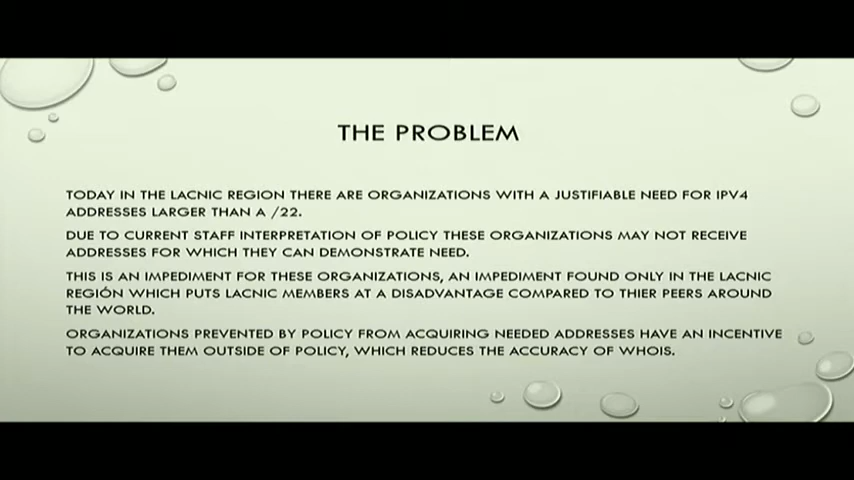 THE PROBLEM
TODAY IN THE LACNIC REGION THERE ARE ORGANIZATIONS WITH A JUSTIFIABLE NEED FOR IPV4
ADDRESSES LARGER THAN A /22.
DUE TO CURRENT STAFF INTERPRETATION OF POLICY THESE ORGANIZATIONS MAY NOT RECEIVE
ADDRESSES FOR WHICH THEY CAN DEMONSTRATE NEED.
THIS IS AN IMPEDIMENT FOR THESE ORGANIZATIONS, AN IMPEDIMENT FOUND ONLY IN THE LACNIC
REGIÓN WHICH PUTS LACNIC MEMBERS AT A DISADVANTAGE COMPARED TO THIER PEERS AROUND
THE WORLD.
ORGANIZATIONS PREVENTED BY POLICY FROM ACQUIRING NEEDED ADDRESSES HAVE AN INCENTIVE
TO ACQUIRE THEM OUTSIDE OF POLICY, WHICH REDUCES THE ACCURACY OF WHOIS.